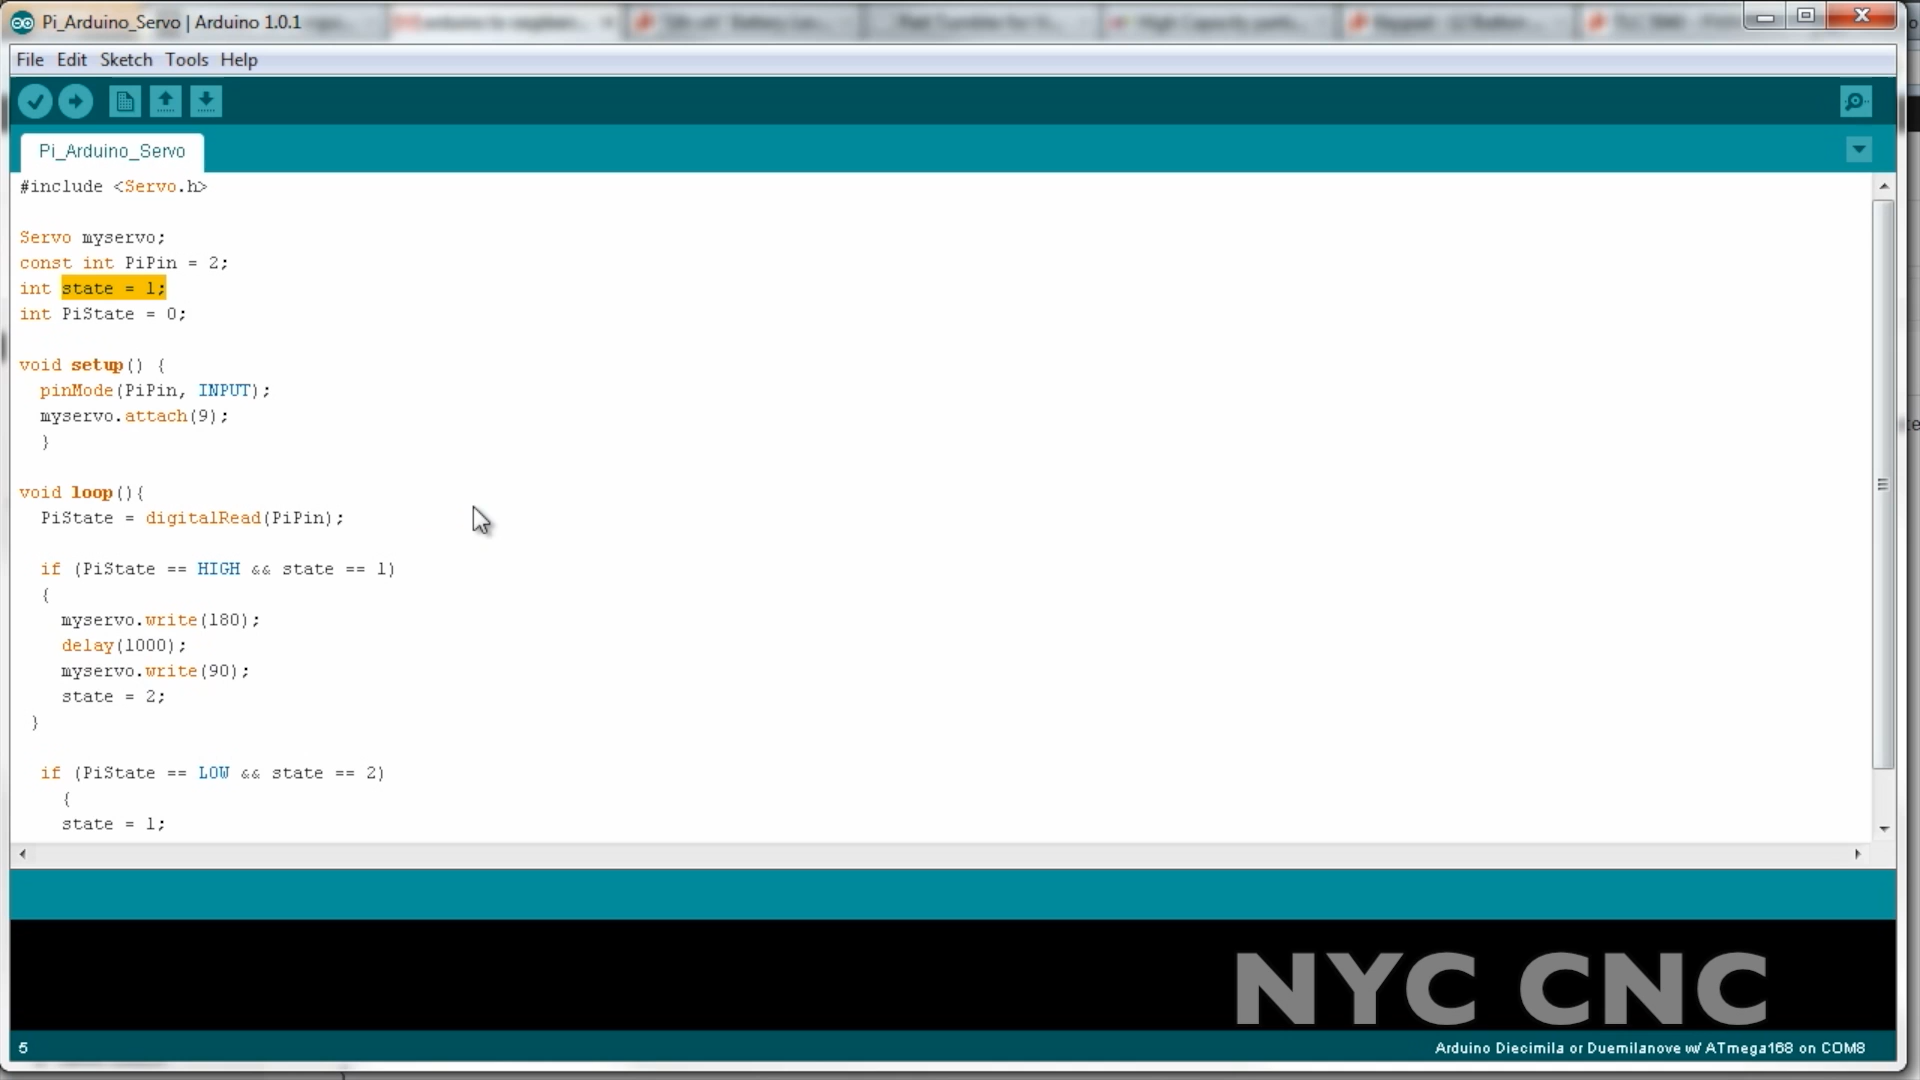 Pi_Arduino_Servo | Arduino 1.0.1
File Edit Sketch Tools Help
Pi_Arduino_Servo
#include <Servo.h>
Servo myservo;
const int PiPin = 2;
int state = 1;
int PiState = 0;
void setup() {
pinMode(PiPin, INPUT);
myservo.attach(9);
}
void loop(){
PiState = digitalRead(PiPin);
if (PiState == HIGH && state == 1)
{
myservo.write(180);
delay(1000);
myservo.write(90);
state = 2;
}
if (PiState == LOW && state == 2)
{
state = 1;
NYC CNC
5
Arduino Diecimila or Duemilanove w/ ATmega168 on COM8